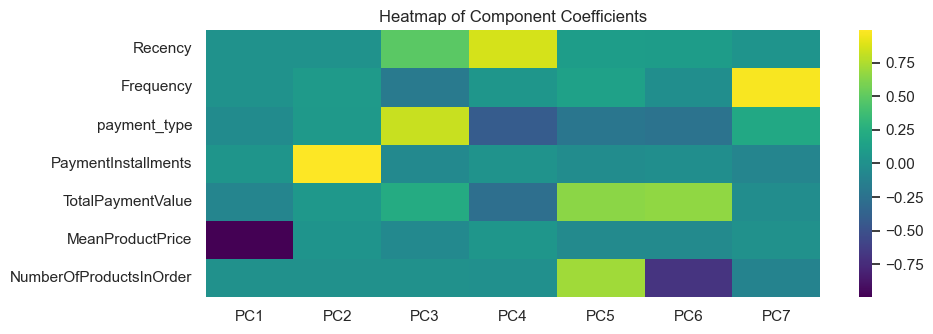 Heatmap of Component Coefficients
Recency
Frequency
payment_type
PaymentInstallments
TotalPaymentValue
MeanProductPrice
NumberOfProductsInOrder
PC1 PC2 PC3 PC4 PC5 PC6 PC7
0.75
0.50
0.25
0.00
−0.25
−0.50
−0.75